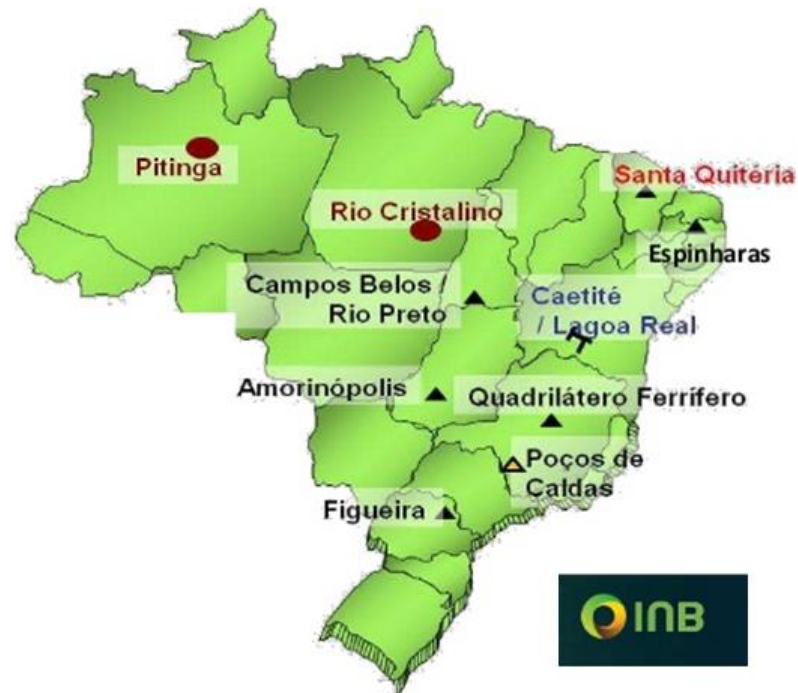 Pitinga
Santa Quitéria
Rio Cristalino
Espinharas
Campos Belos /
Rio Preto
Caetité
/ Lagoa Real
Amorinópolis
Quadrilátero Ferrífero
Poços de
Caldas
Figueira
INB